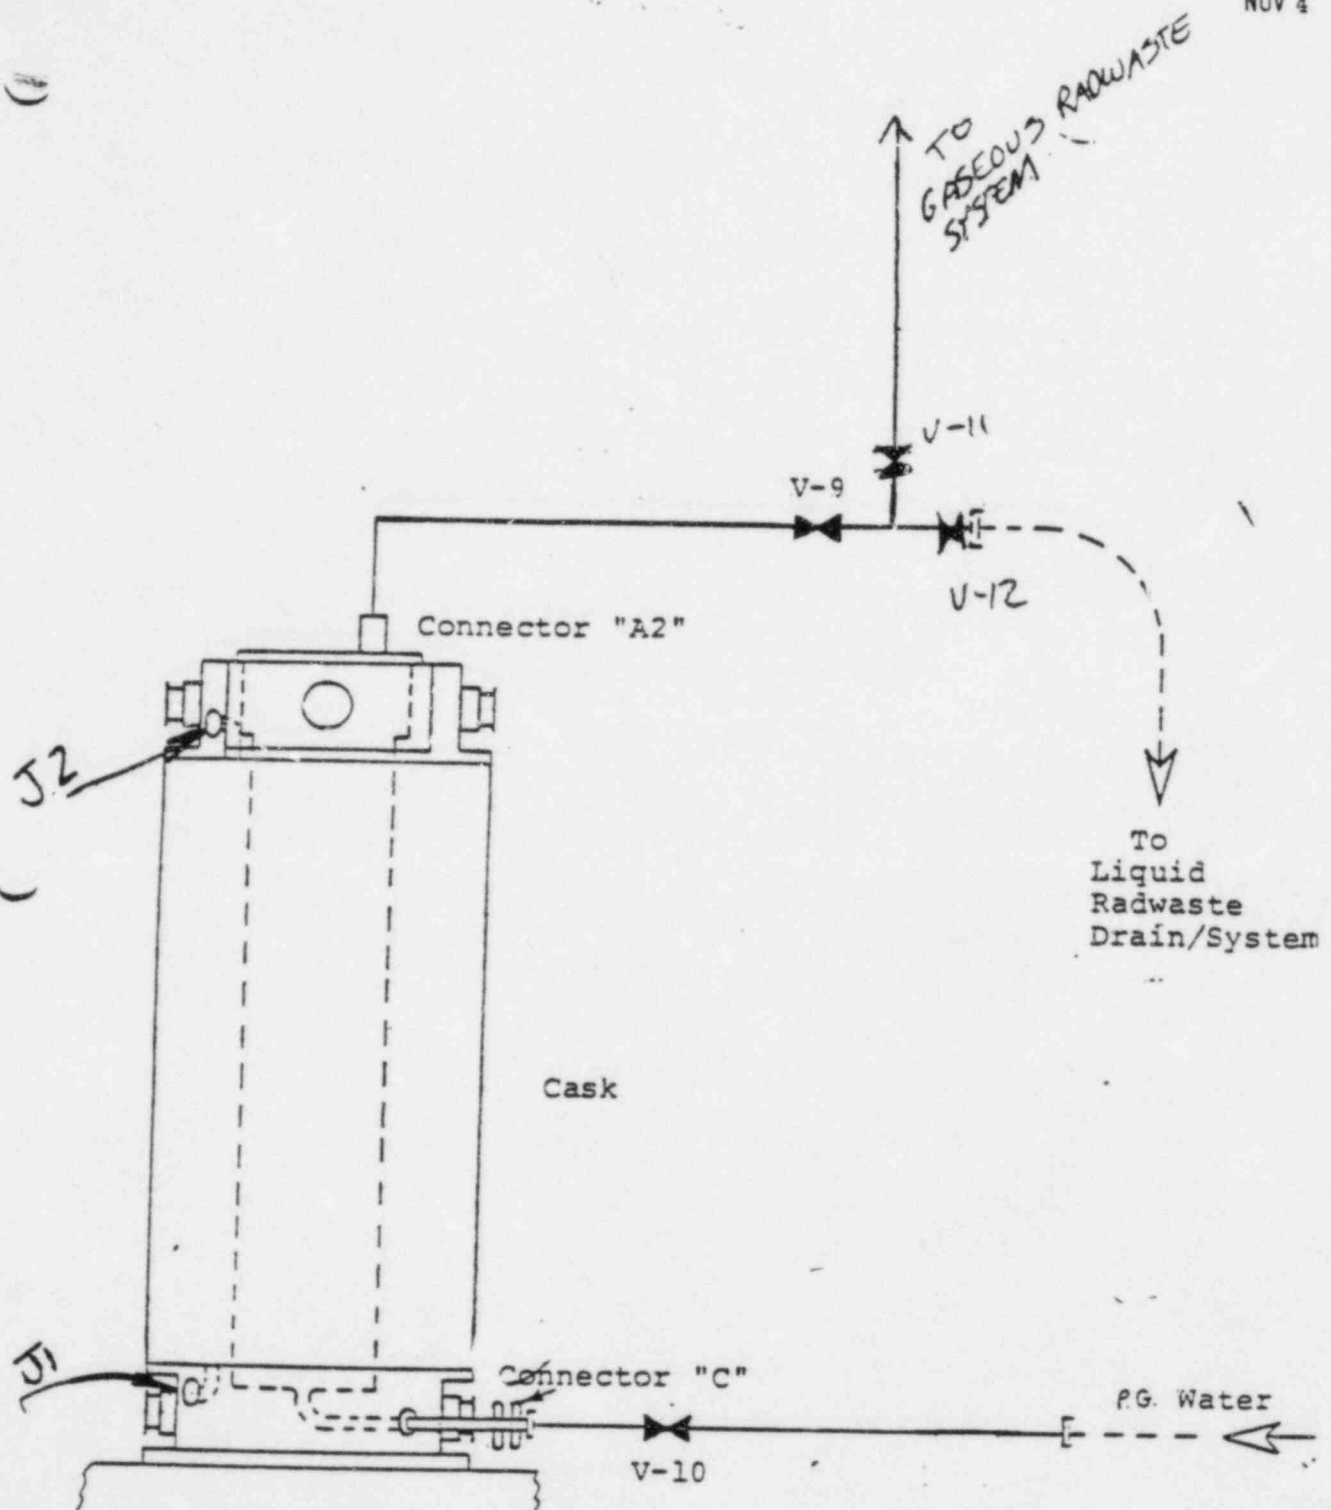 NOV 4
TO
GASEOUS RADWASTE
SYSTEM
V-11
V-9
V-12
Connector "A2"
J2
To
Liquid
Radwaste
Drain/System
Cask
J1
Connector "C"
P.G. Water
V-10